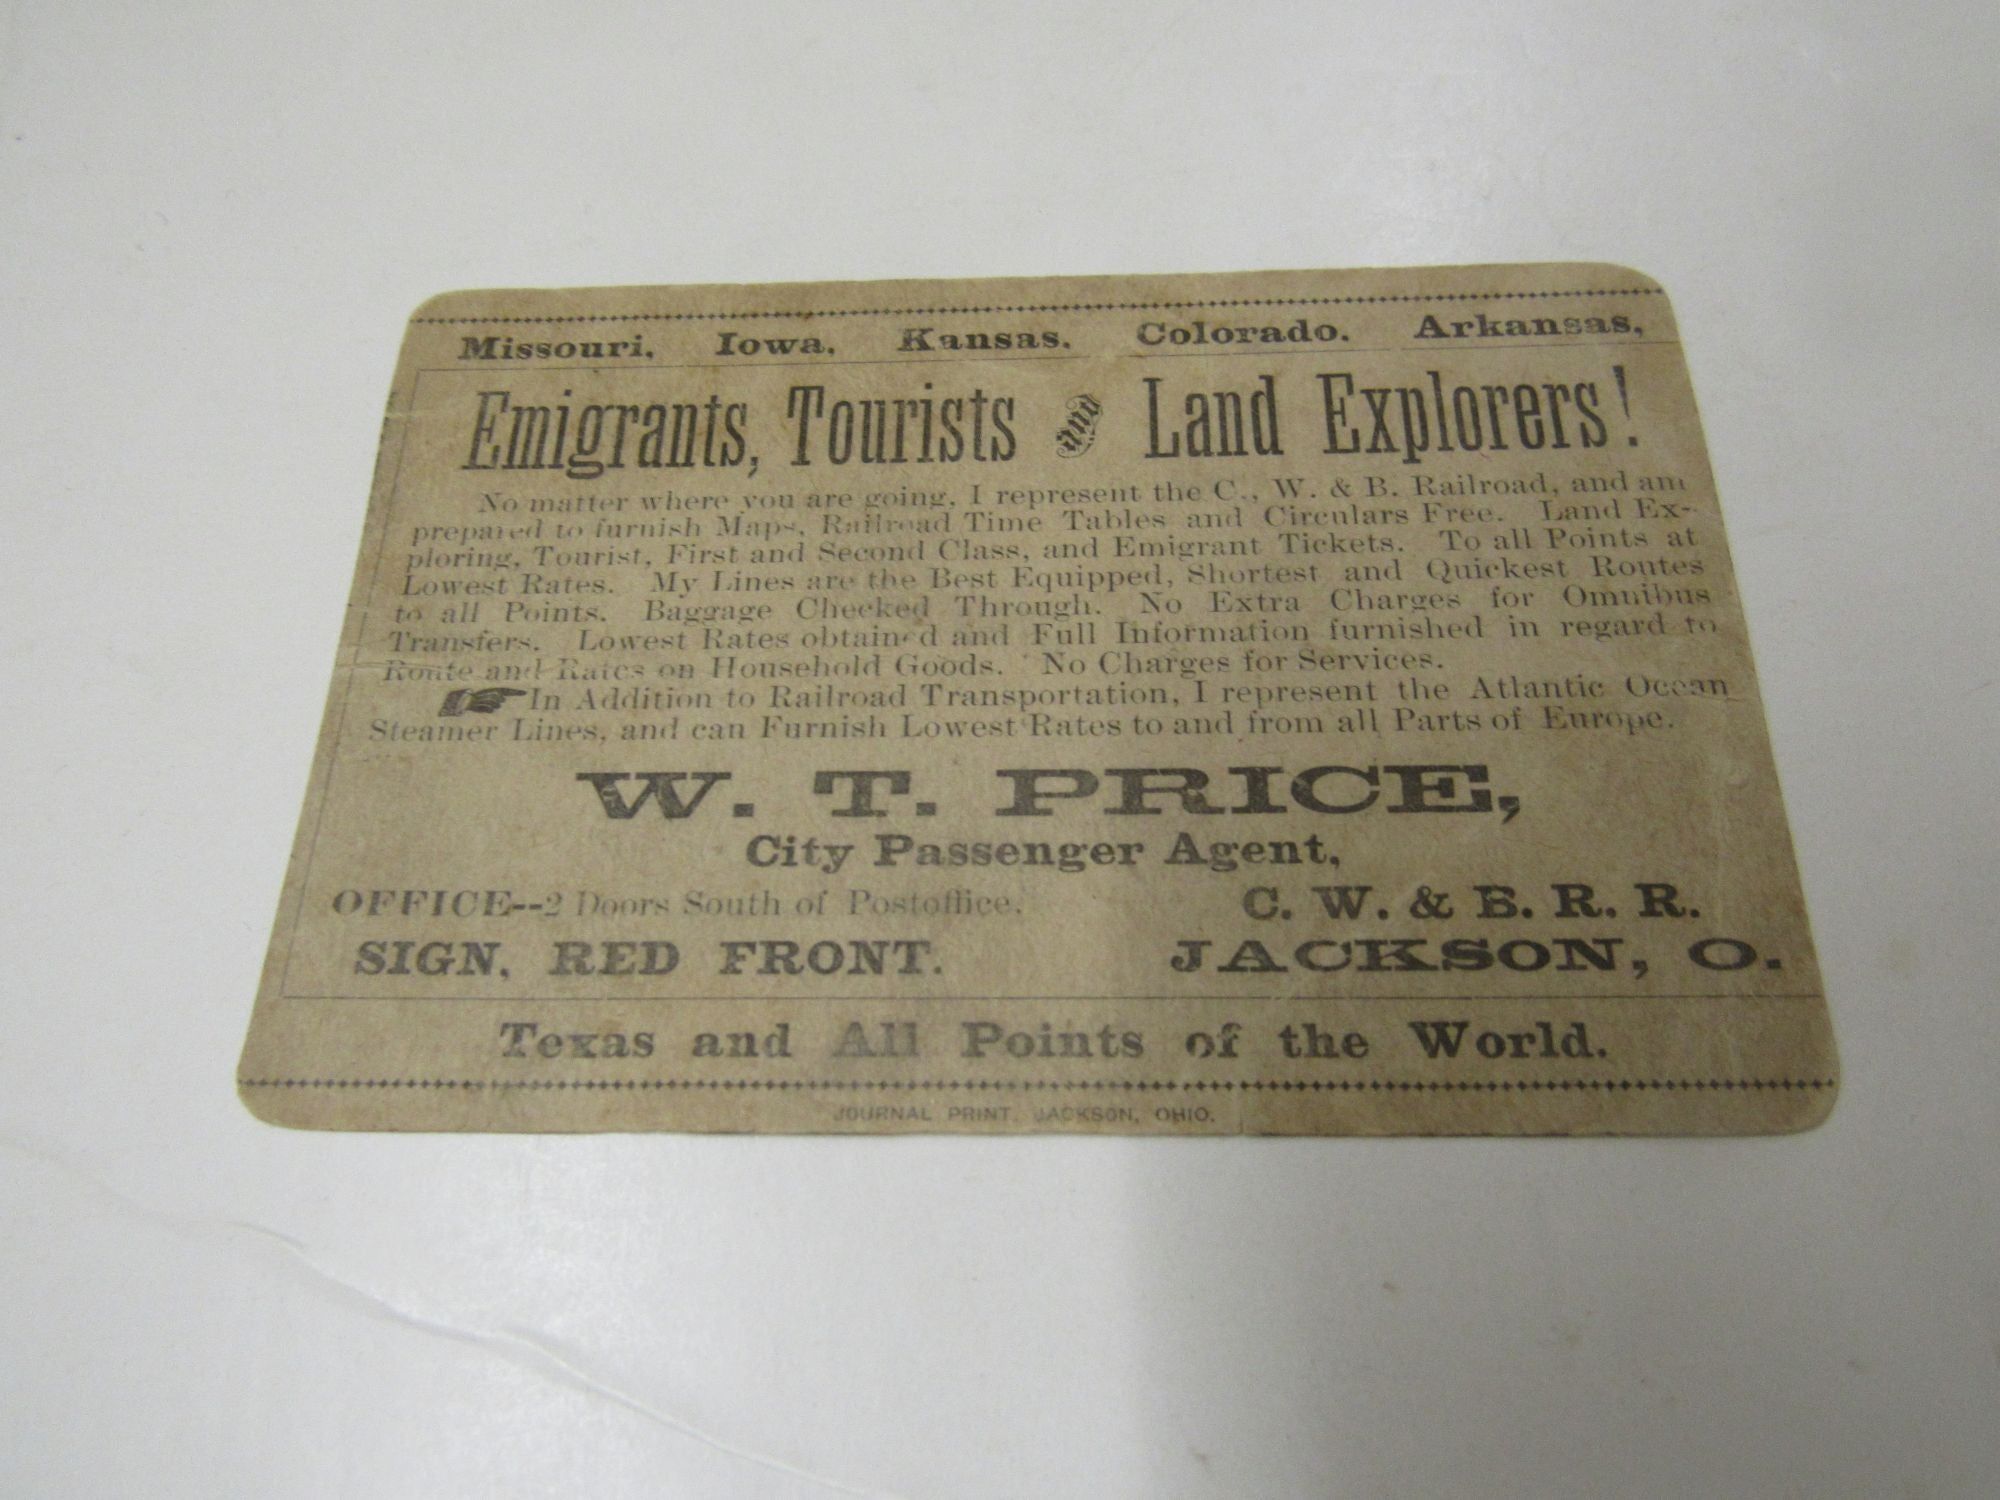 Missouri. Iowa. Kansas. Colorado. Arkansas,
Emigrants, Tourists and Land Explorers!
No matter where you are going, I represent the C., W. & B. Railroad, and am
prepared to furnish Maps, Railroad Time Tables and Circulars Free. Land Ex-
ploring, Tourist, First and Second Class, and Emigrant Tickets. To all Points at
Lowest Rates. My Lines are the Best Equipped, Shortest and Quickest Routes
to all Points. Baggage Checked Through. No Extra Charges for Omnibus
Transfers. Lowest Rates obtained and Full Information furnished in regard to
Route and Rates on Household Goods. No Charges for Services.
☛ In Addition to Railroad Transportation, I represent the Atlantic Ocean
Steamer Lines, and can Furnish Lowest Rates to and from all Parts of Europe.
W. T. PRICE,
City Passenger Agent,
OFFICE--2 Doors South of Postoffice. C. W. & B. R. R.
SIGN, RED FRONT. JACKSON, O.
Texas and All Points of the World.
JOURNAL PRINT. JACKSON, OHIO.